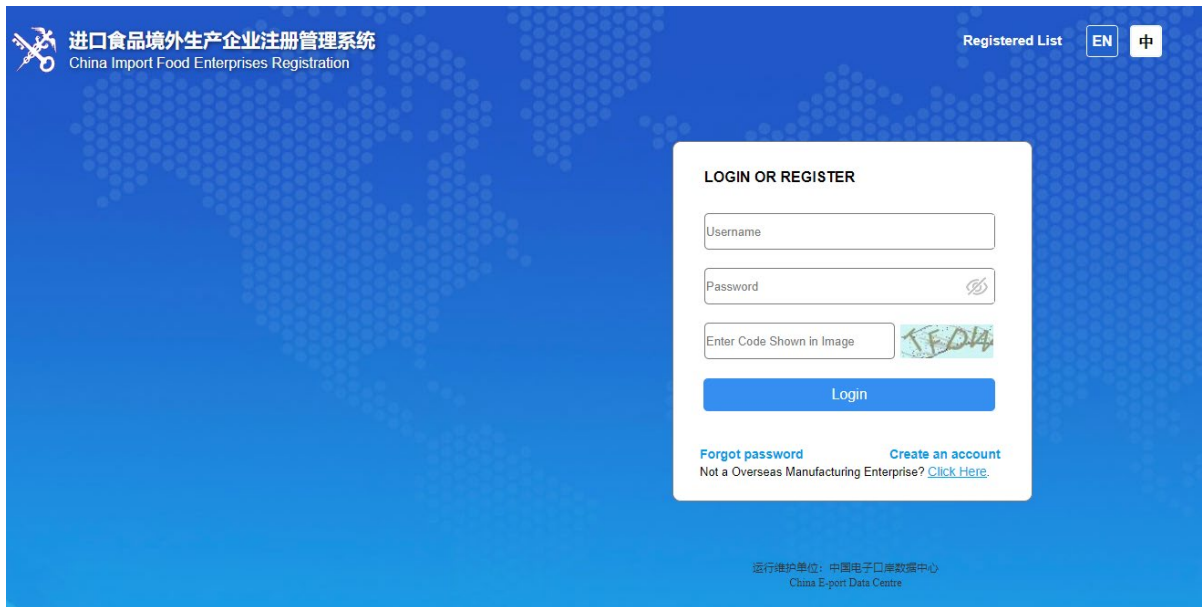 进口食品境外生产企业注册管理系统
China Import Food Enterprises Registration
Registered List
EN
中
LOGIN OR REGISTER
Username
Password
Enter Code Shown in Image
Login
Forgot password
Create an account
Not a Overseas Manufacturing Enterprise? Click Here.
运行维护单位：中国电子口岸数据中心
China E-port Data Centre